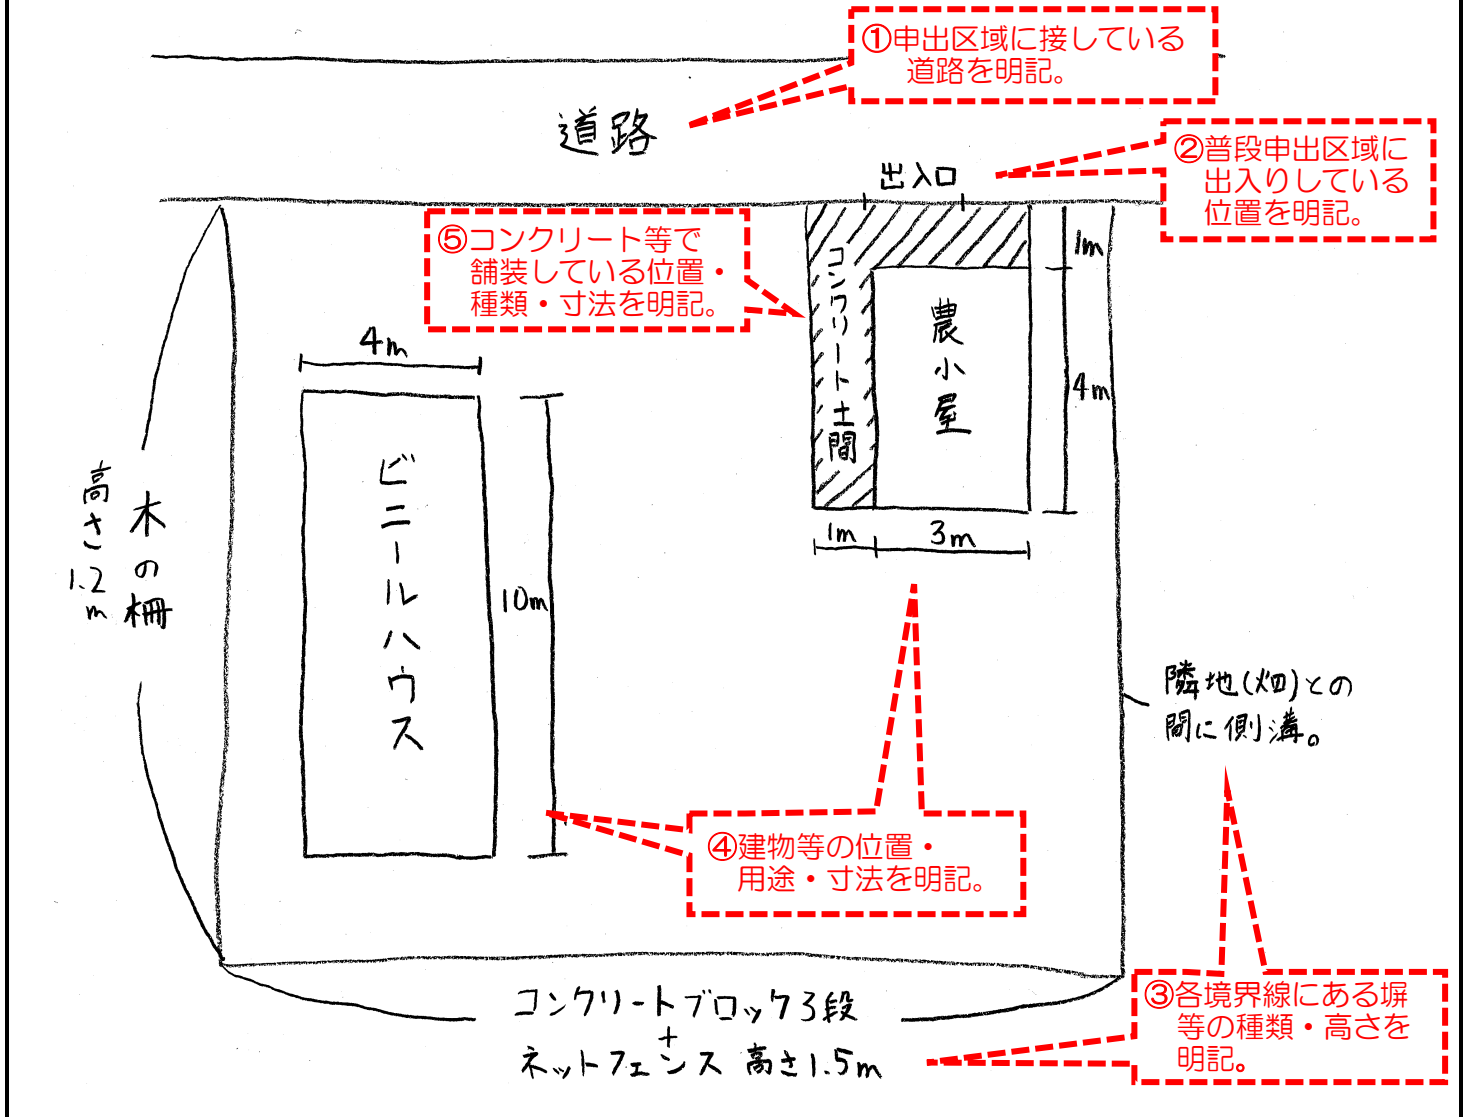 ①申出区域に接している
道路を明記。
道路
②普段申出区域に
出入りしている
位置を明記。
出入口
⑤コンクリート等で
舗装している位置・
種類・寸法を明記。
1m
4m
コンクリート土間
農小屋
1m
3m
4m
ビニールハウス
10m
木の柵
高さ1.2m
隣地(畑)との
間に側溝。
④建物等の位置・
用途・寸法を明記。
③各境界線にある塀
等の種類・高さを
明記。
コンクリートブロック3段
+
ネットフェンス 高さ1.5m